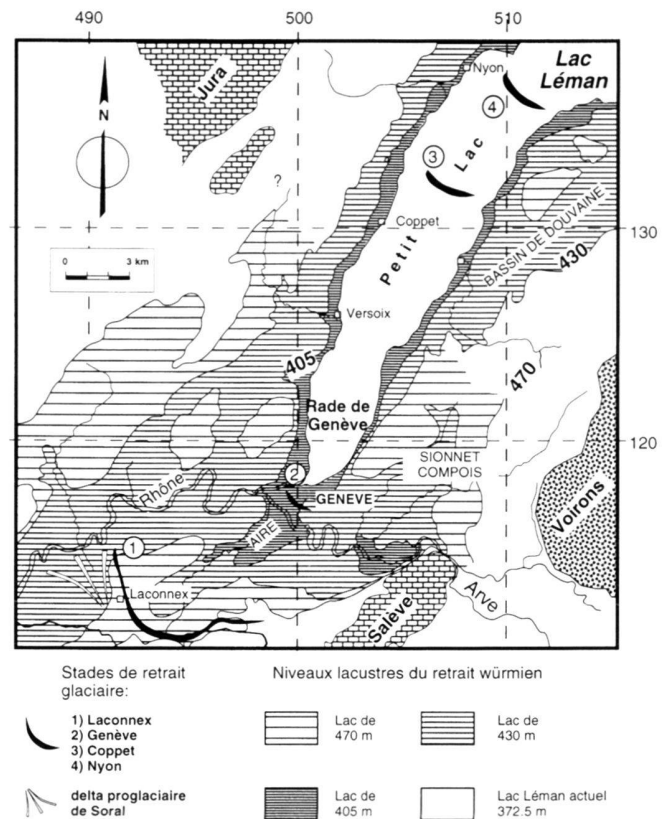 490 500 510
Jura
N
Nyon
Lac
Léman
4
3
Petit Lac
?
Coppet
130
BASSIN DE DOUVAINE
430
0 3 km
Versoix
405
470
Rade de
Genève
120
SIONNET
COMPOIS
2
Rhône
GENEVE
AIRE
Voirons
1
Laconnex
Salève
Arve
Stades de retrait
glaciaire:
1) Laconnex
2) Genève
3) Coppet
4) Nyon
delta proglaciaire
de Soral
Niveaux lacustres du retrait würmien
Lac de
470 m
Lac de
430 m
Lac de
405 m
Lac Léman actuel
372.5 m